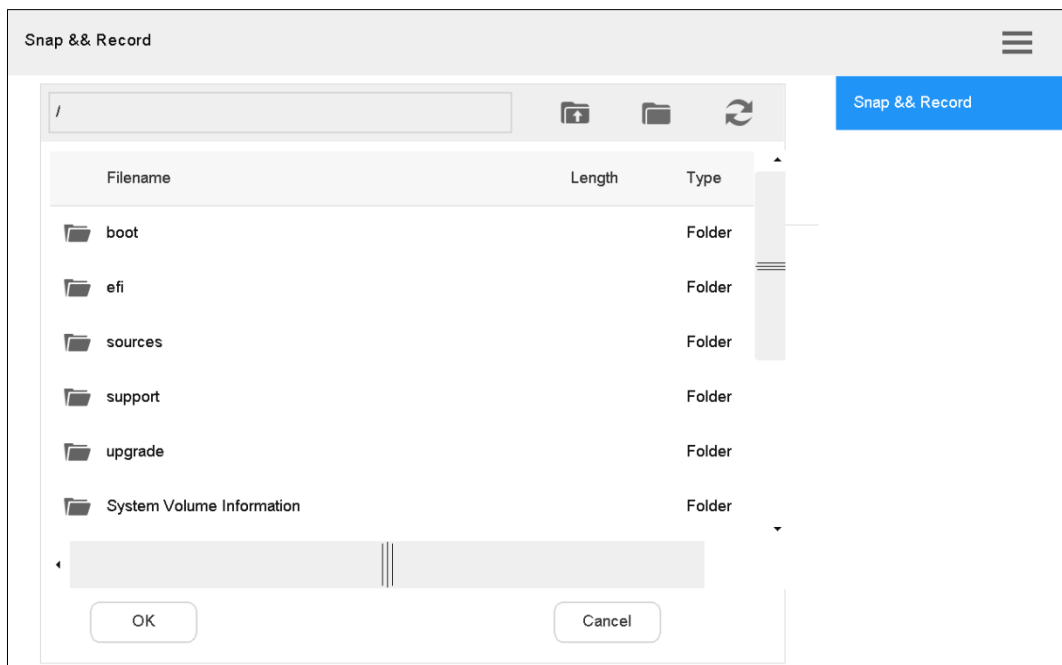 Snap && Record
Snap && Record
/
Filename Length Type
boot Folder
efi Folder
sources Folder
support Folder
upgrade Folder
System Volume Information Folder
OK Cancel